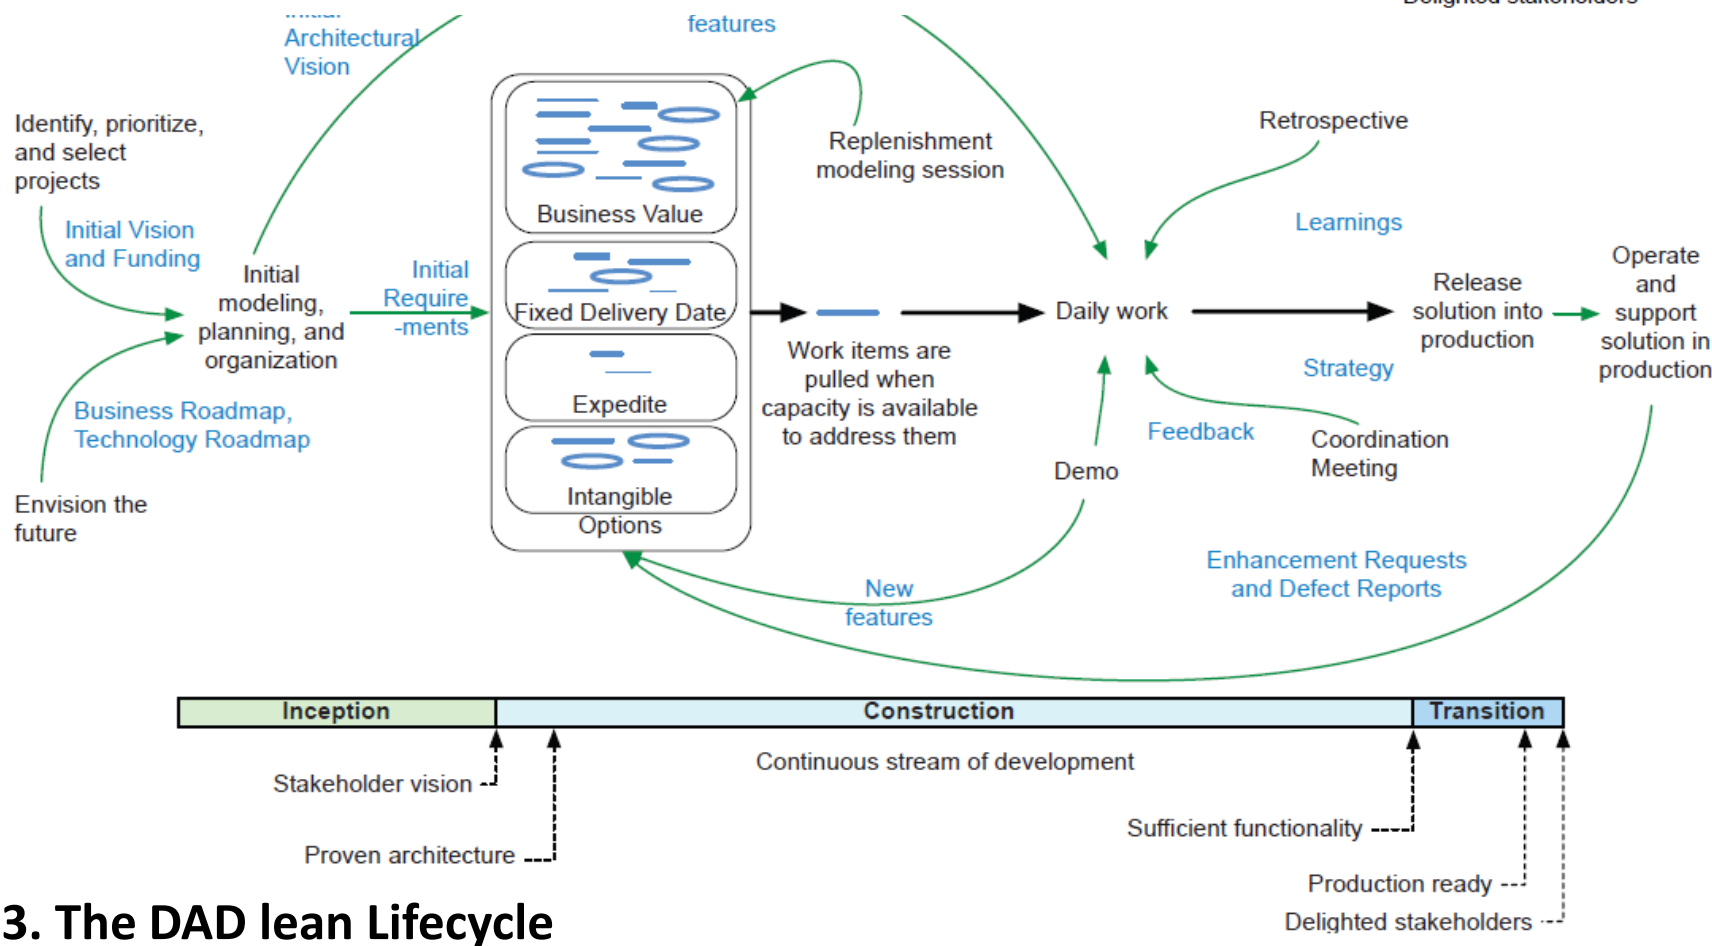 Delighted stakeholders
Initial
Architectural
Vision
features
Identify, prioritize,
and select
projects
Replenishment
modeling session
Retrospective
Business Value
Initial Vision
and Funding
Learnings
Initial
modeling,
planning, and
organization
Initial
Require
-ments
Fixed Delivery Date
Daily work
Release
solution into
production
Operate
and
support
solution in
production
Work items are
pulled when
capacity is available
to address them
Strategy
Expedite
Business Roadmap,
Technology Roadmap
Feedback
Coordination
Meeting
Demo
Intangible
Options
Envision the
future
New
features
Enhancement Requests
and Defect Reports
Inception
Construction
Transition
Stakeholder vision
Continuous stream of development
Sufficient functionality
Proven architecture
Production ready
Delighted stakeholders
3. The DAD lean Lifecycle